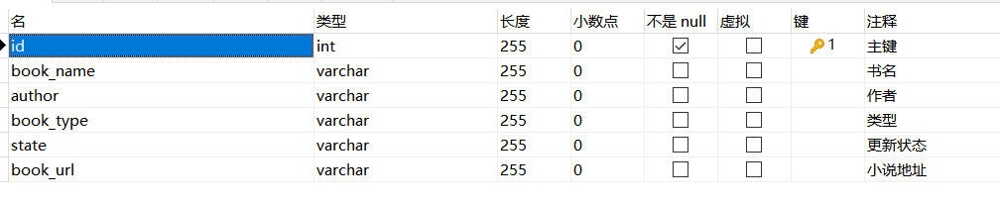 名 类型 长度 小数点 不是 null 虚拟 键 注释
id int 255 0 1 主键
book_name varchar 255 0 书名
author varchar 255 0 作者
book_type varchar 255 0 类型
state varchar 255 0 更新状态
book_url varchar 255 0 小说地址